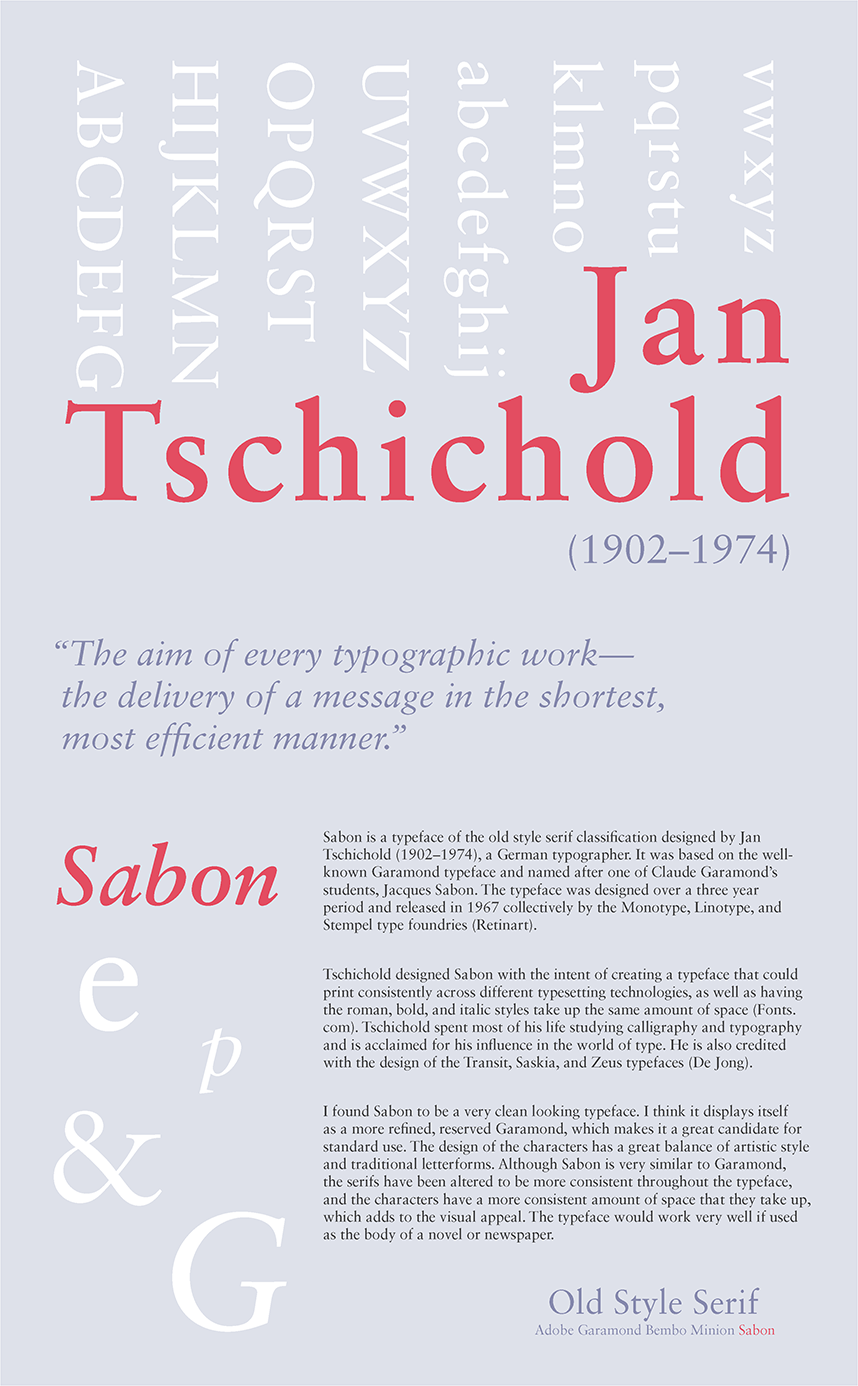 ABCDEFG
HIJKLMN
OPQRST
UVWXYZ
abcdefghij
klmno
pqrstu
vwxyz
Jan
Tschichold
(1902–1974)
“The aim of every typographic work—
the delivery of a message in the shortest,
most efficient manner.”
Sabon
e
p
&
G
Sabon is a typeface of the old style serif classification designed by Jan
Tschichold (1902–1974), a German typographer. It was based on the well-
known Garamond typeface and named after one of Claude Garamond’s
students, Jacques Sabon. The typeface was designed over a three year
period and released in 1967 collectively by the Monotype, Linotype, and
Stempel type foundries (Retinart).
Tschichold designed Sabon with the intent of creating a typeface that could
print consistently across different typesetting technologies, as well as having
the roman, bold, and italic styles take up the same amount of space (Fonts.
com). Tschichold spent most of his life studying calligraphy and typography
and is acclaimed for his influence in the world of type. He is also credited
with the design of the Transit, Saskia, and Zeus typefaces (De Jong).
I found Sabon to be a very clean looking typeface. I think it displays itself
as a more refined, reserved Garamond, which makes it a great candidate for
standard use. The design of the characters has a great balance of artistic style
and traditional letterforms. Although Sabon is very similar to Garamond,
the serifs have been altered to be more consistent throughout the typeface,
and the characters have a more consistent amount of space that they take up,
which adds to the visual appeal. The typeface would work very well if used
as the body of a novel or newspaper.
Old Style Serif
Adobe Garamond Bembo Minion Sabon